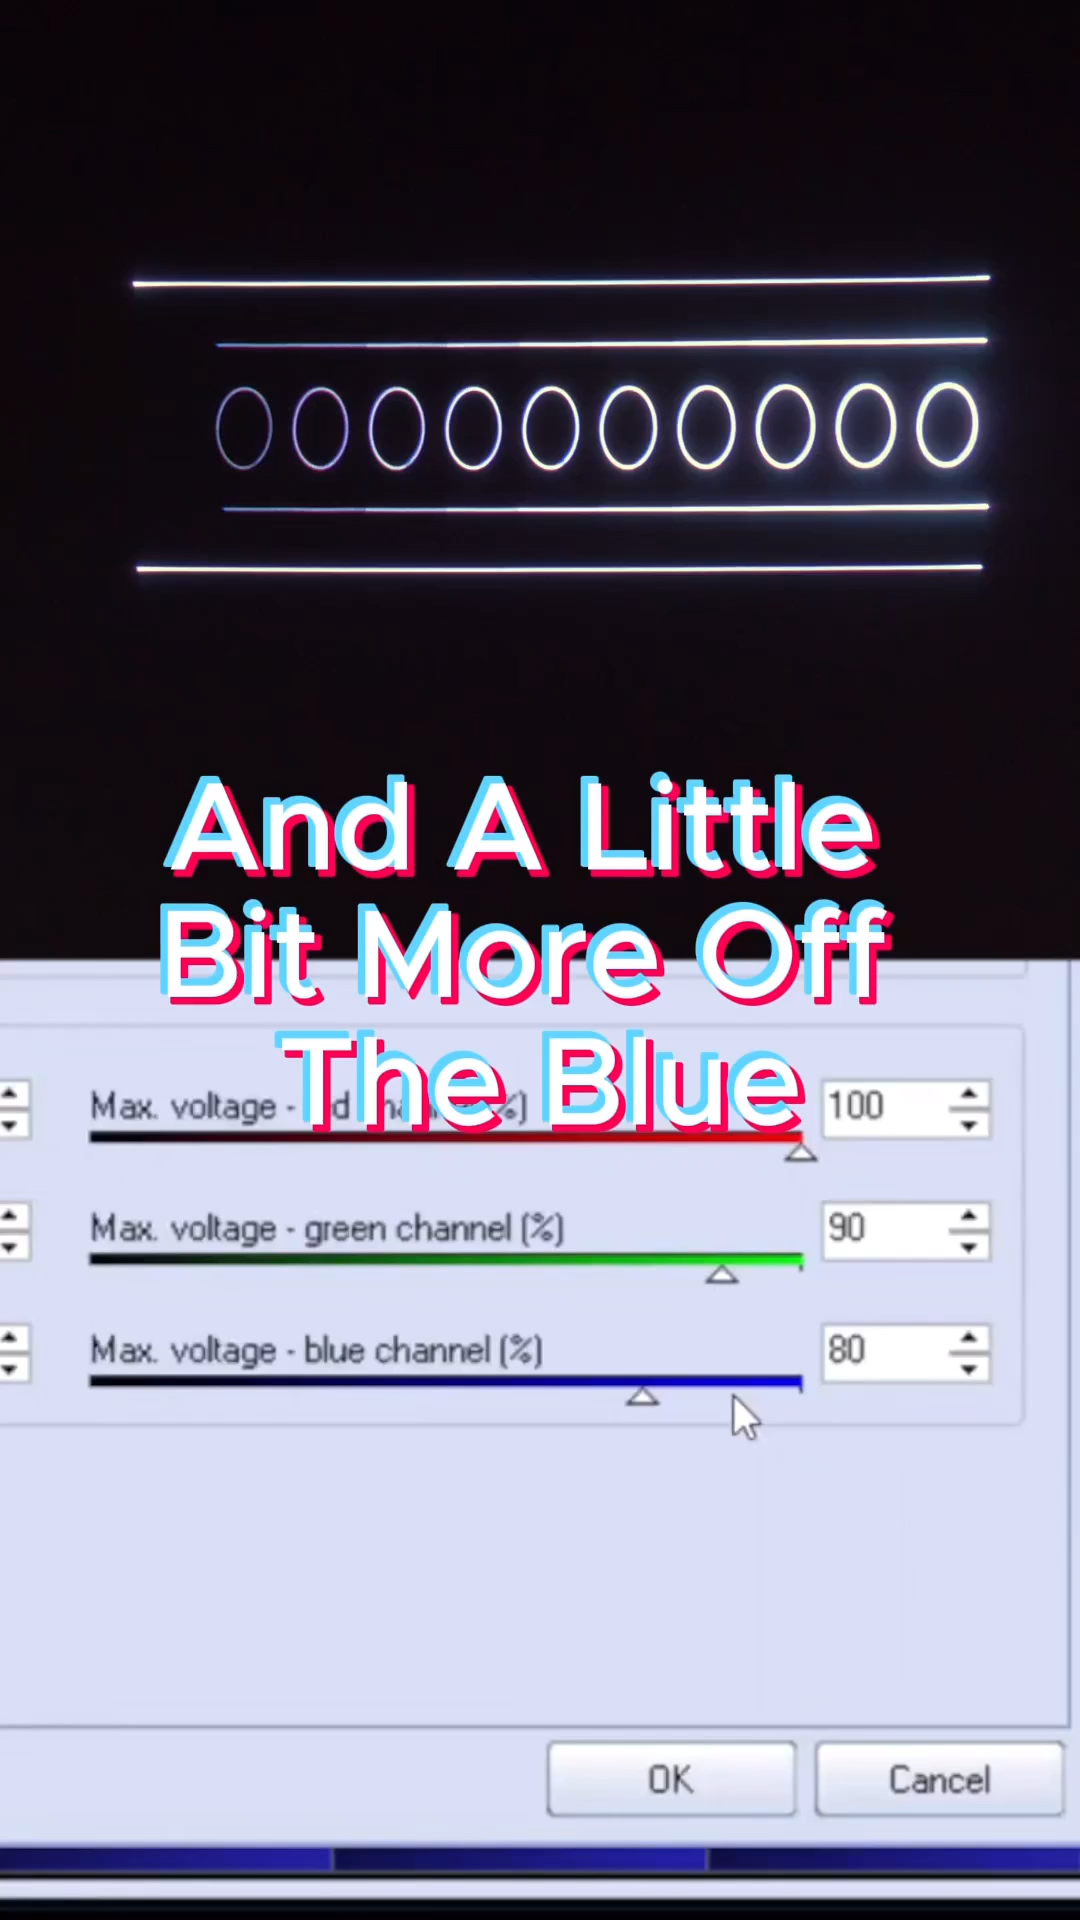 And A Little
Bit More Off
The Blue
Max. voltage - %)
100
Max. voltage - green channel (%)
90
Max. voltage - blue channel (%)
80
OK
Cancel